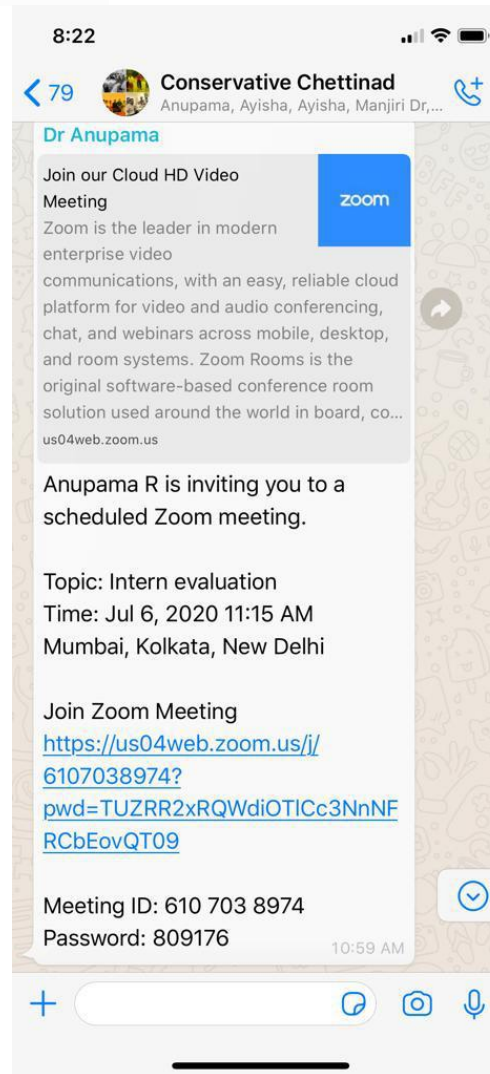 8:22
79
Conservative Chettinad
Anupama, Ayisha, Ayisha, Manjiri Dr,...
Dr Anupama
Join our Cloud HD Video
Meeting
zoom
Zoom is the leader in modern
enterprise video
communications, with an easy, reliable cloud
platform for video and audio conferencing,
chat, and webinars across mobile, desktop,
and room systems. Zoom Rooms is the
original software-based conference room
solution used around the world in board, co...
us04web.zoom.us
Anupama R is inviting you to a
scheduled Zoom meeting.
Topic: Intern evaluation
Time: Jul 6, 2020 11:15 AM
Mumbai, Kolkata, New Delhi
Join Zoom Meeting
https://us04web.zoom.us/j/
6107038974?
pwd=TUZRR2xRQWdiOTlCc3NnNF
RCbEovQT09
Meeting ID: 610 703 8974
Password: 809176
10:59 AM